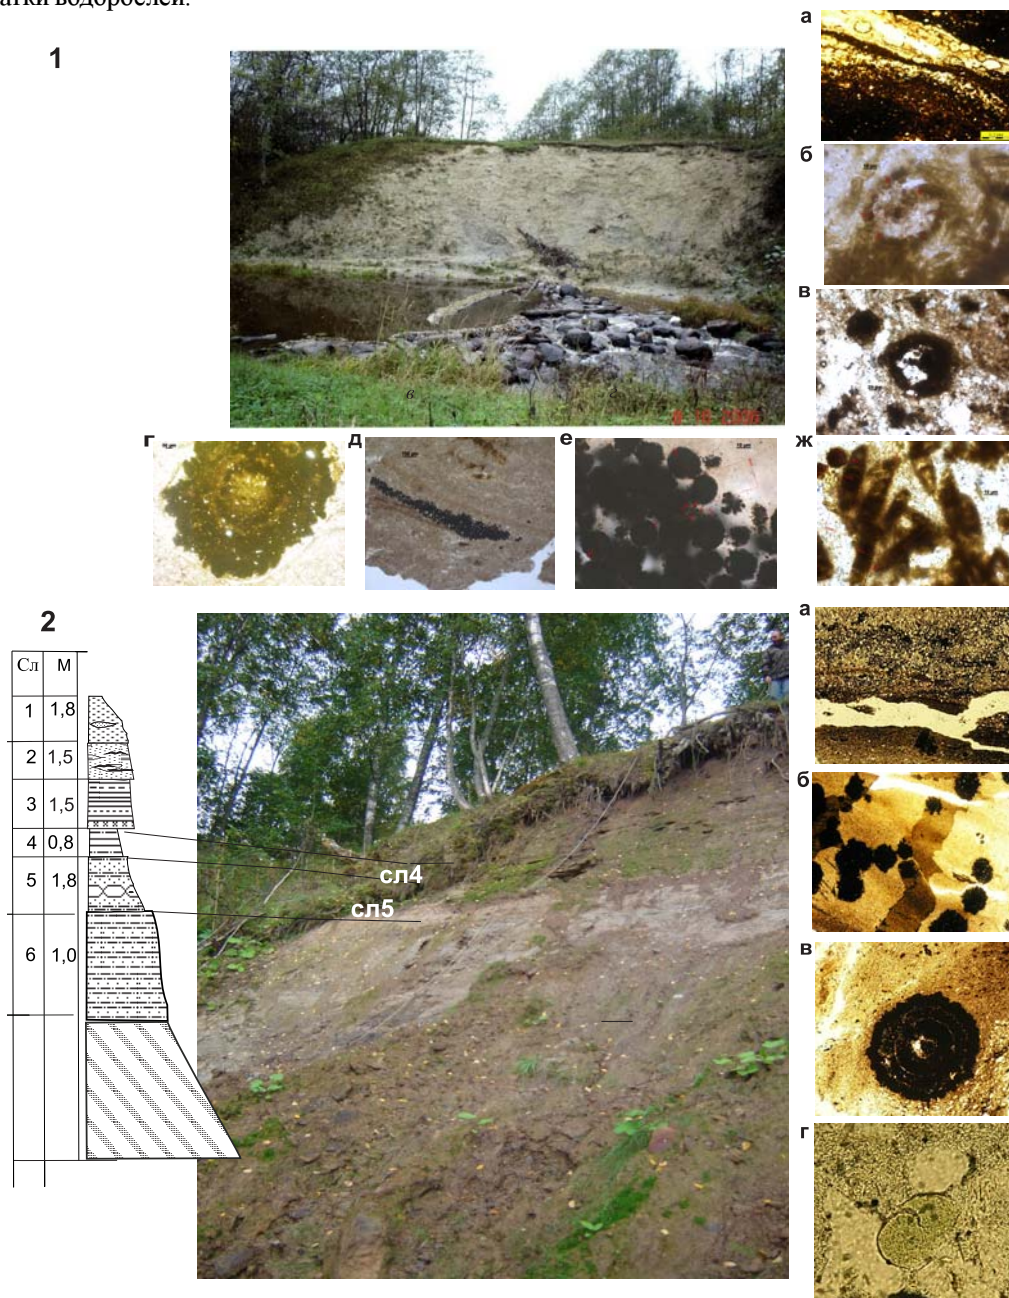 атки водорослей.
1
а
б
в
г
д
е
ж
в
2
Сл М
1 1,8
2 1,5
3 1,5
4 0,8
5 1,8
6 1,0
сл4
сл5
а
б
в
г